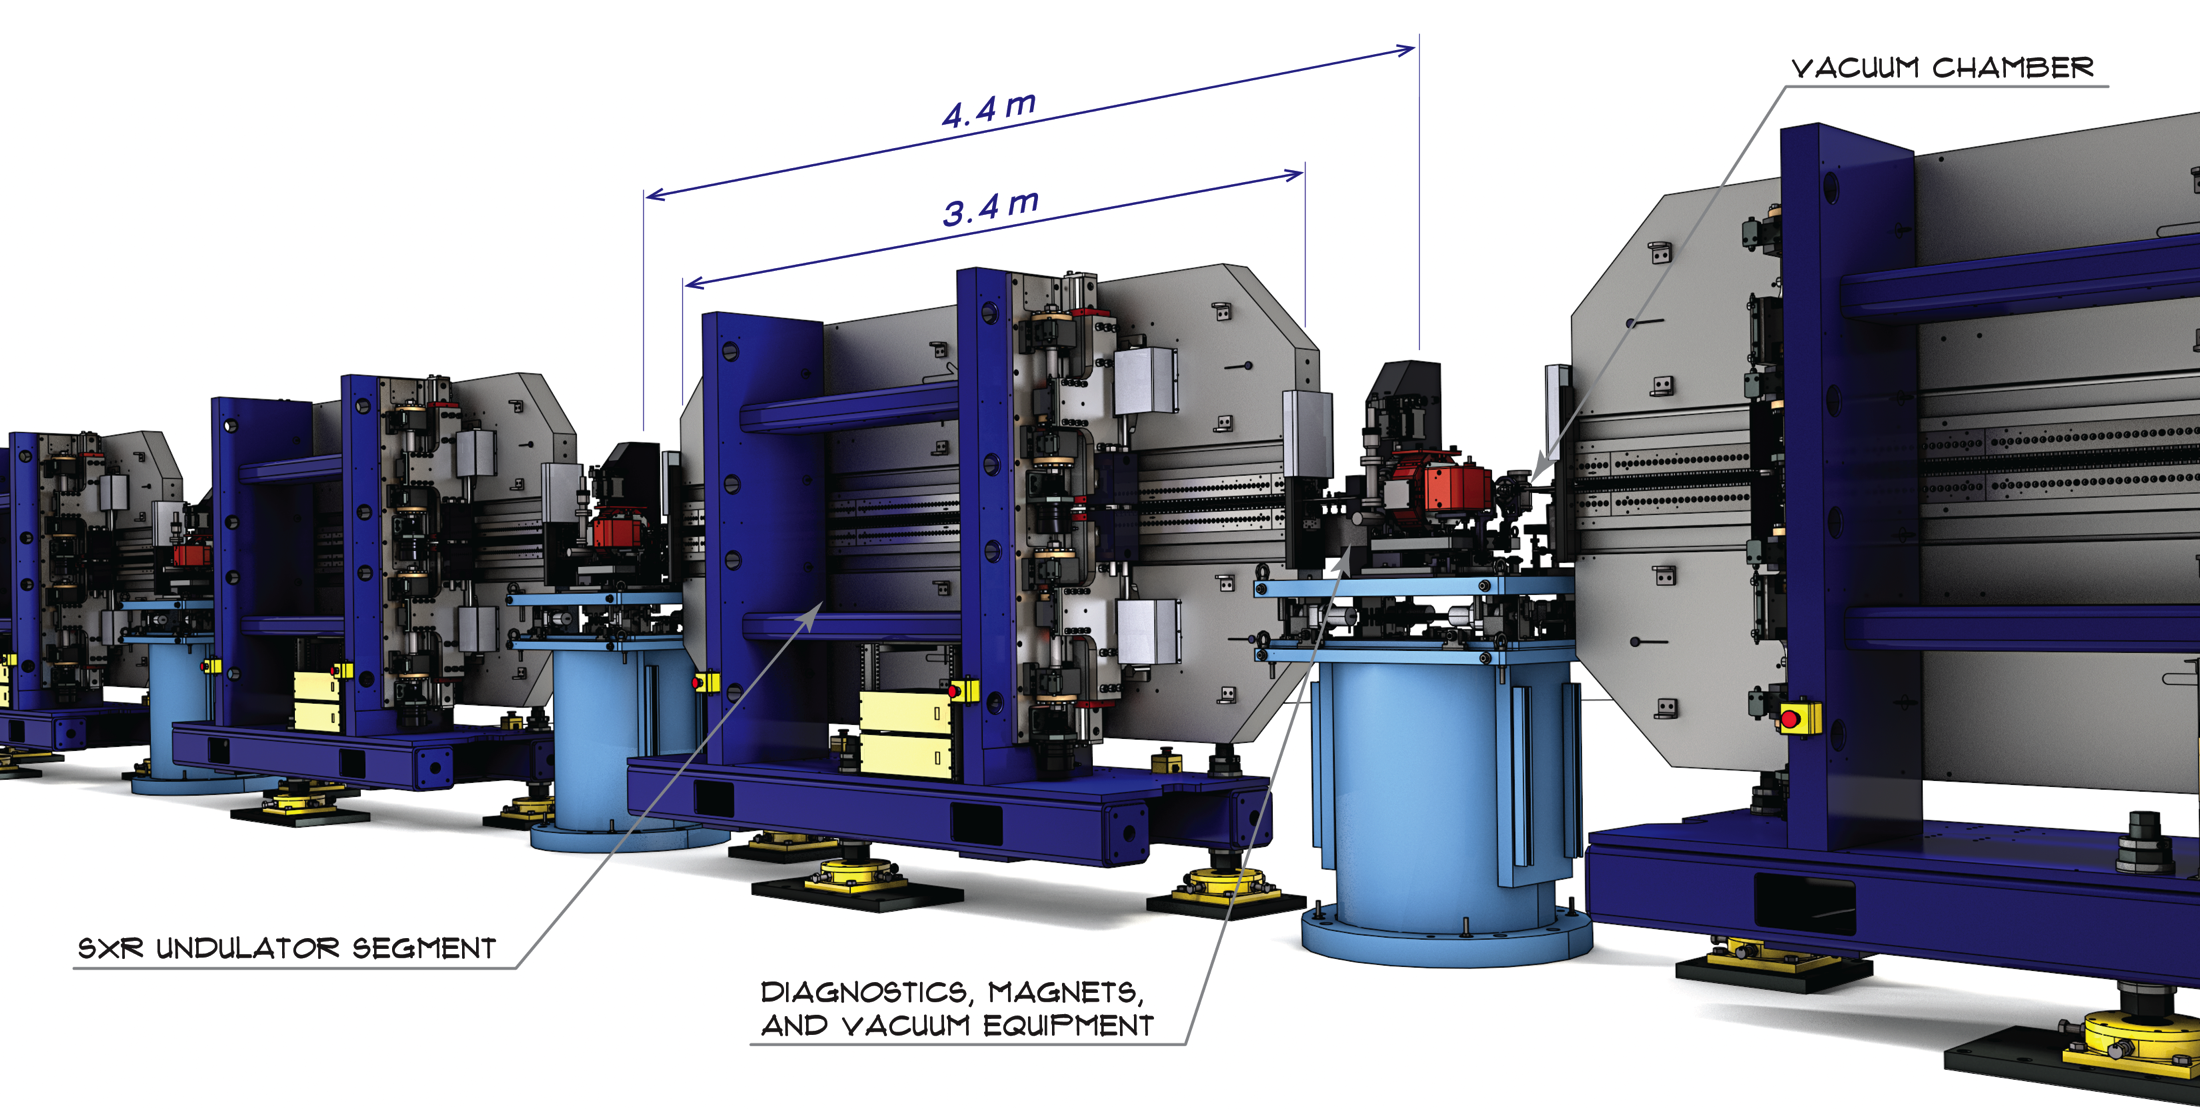 VACUUM CHAMBER
4.4 m
3.4 m
SXR UNDULATOR SEGMENT
DIAGNOSTICS, MAGNETS,
AND VACUUM EQUIPMENT